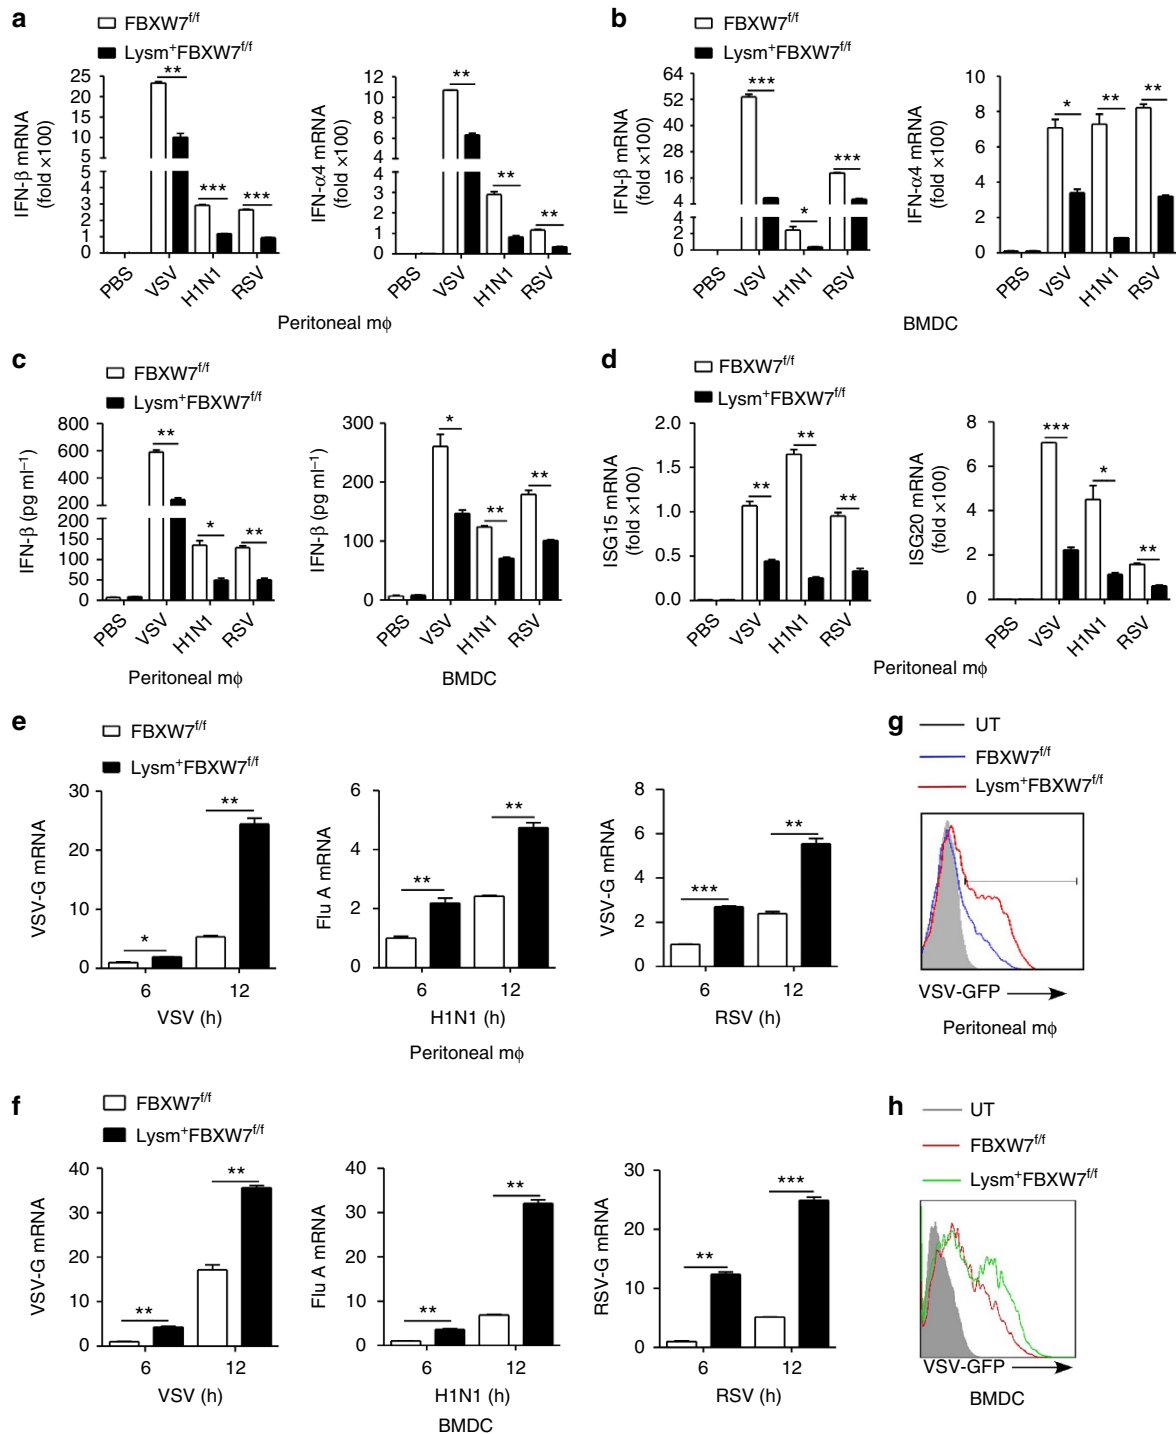 a
FBXW7f/f
Lysm+FBXW7f/f
IFN-β mRNA
(fold ×100)
25
20
15
10
5
3
2
1
0
**
***
***
PBS
VSV
H1N1
RSV
IFN-α4 mRNA
(fold ×100)
12
10
8
6
4
3
2
1
0
**
**
**
PBS
VSV
H1N1
RSV
Peritoneal mϕ
b
FBXW7f/f
Lysm+FBXW7f/f
IFN-β mRNA
(fold ×100)
64
52
40
28
16
4
4
2
0
***
*
***
PBS
VSV
H1N1
RSV
IFN-α4 mRNA
(fold ×100)
10
8
6
4
2
0
*
**
**
PBS
VSV
H1N1
RSV
BMDC
c
FBXW7f/f
Lysm+FBXW7f/f
IFN-β (pg ml−1)
800
600
400
200
200
150
100
50
0
**
*
**
PBS
VSV
H1N1
RSV
Peritoneal mϕ
IFN-β (pg ml−1)
300
200
100
0
*
**
**
PBS
VSV
H1N1
RSV
BMDC
d
FBXW7f/f
Lysm+FBXW7f/f
ISG15 mRNA
(fold ×100)
2.0
1.5
1.0
0.5
0.0
**
**
**
PBS
VSV
H1N1
RSV
ISG20 mRNA
(fold ×100)
8
6
4
2
0
***
*
**
PBS
VSV
H1N1
RSV
Peritoneal mϕ
e
FBXW7f/f
Lysm+FBXW7f/f
VSV-G mRNA
30
20
10
0
*
**
6
12
VSV (h)
Flu A mRNA
6
4
2
0
**
**
6
12
H1N1 (h)
Peritoneal mϕ
VSV-G mRNA
8
6
4
2
0
***
**
6
12
RSV (h)
g
UT
FBXW7f/f
Lysm+FBXW7f/f
VSV-GFP
Peritoneal mϕ
f
FBXW7f/f
Lysm+FBXW7f/f
VSV-G mRNA
40
30
20
10
0
**
**
6
12
VSV (h)
Flu A mRNA
40
30
20
10
0
**
**
6
12
H1N1 (h)
BMDC
RSV-G mRNA
30
20
10
0
**
***
6
12
RSV (h)
h
UT
FBXW7f/f
Lysm+FBXW7f/f
VSV-GFP
BMDC